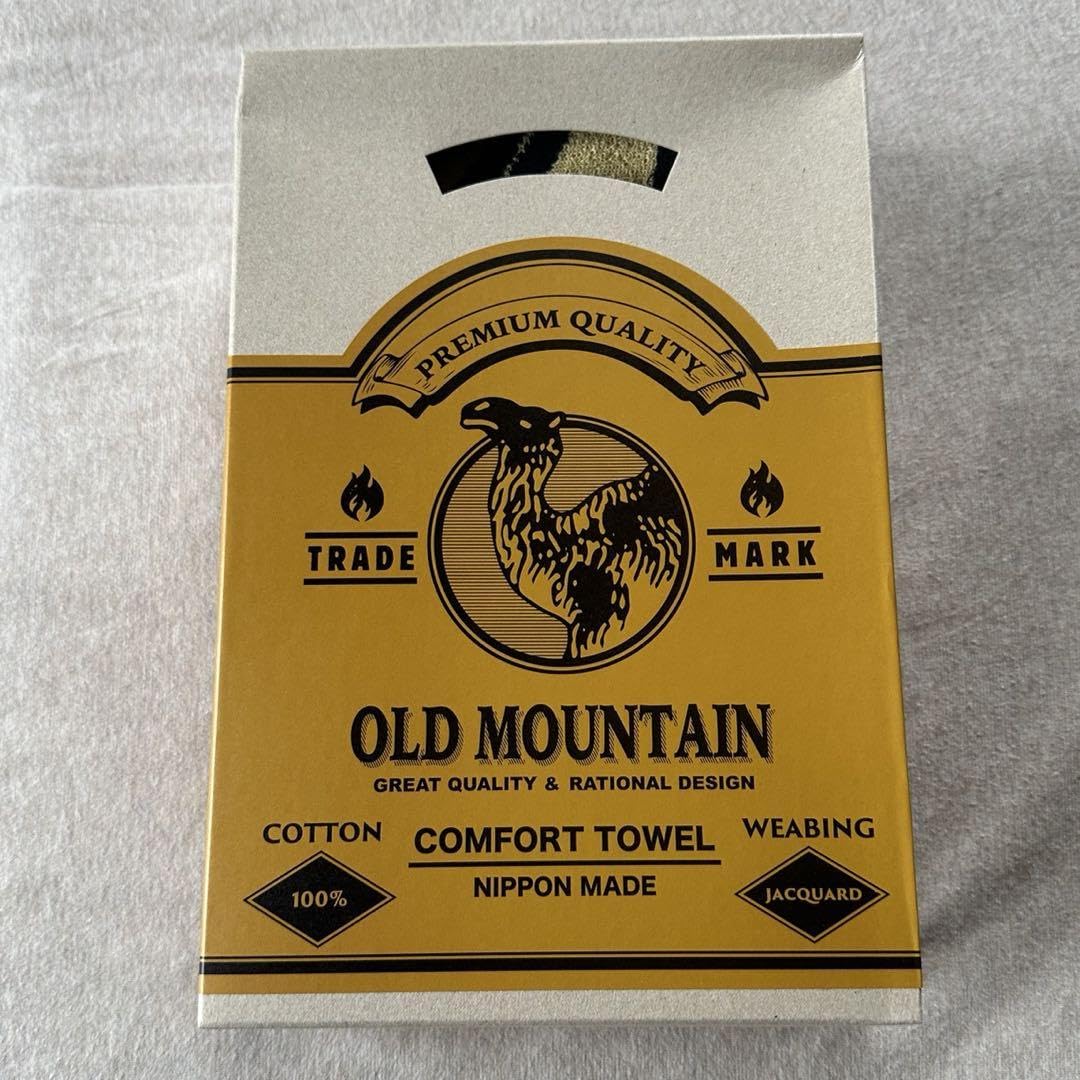 PREMIUM QUALITY
TRADE MARK
OLD MOUNTAIN
GREAT QUALITY & RATIONAL DESIGN
COTTON
100%
COMFORT TOWEL
NIPPON MADE
WEABING
JACQUARD